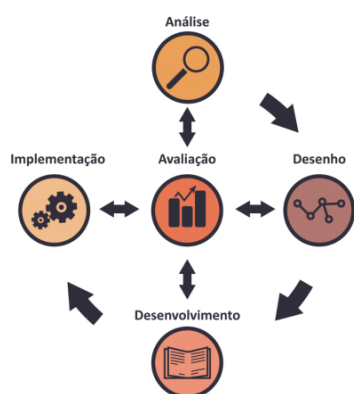 Análise
Implementação
Avaliação
Desenho
Desenvolvimento